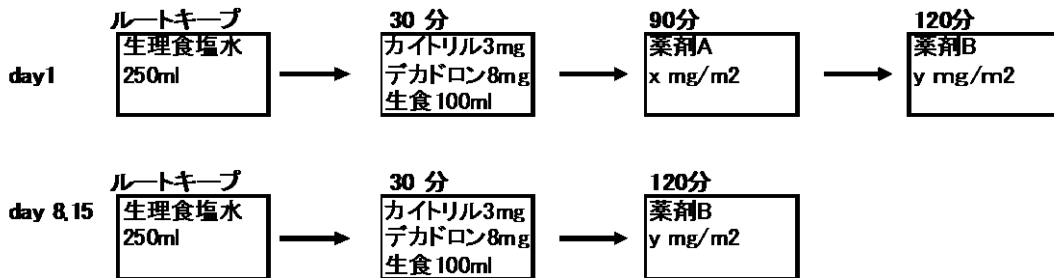 ルートキープ 30 分 90分 120分
day1
生理食塩水
250ml
カイトリル3mg
デカドロン8mg
生食100ml
薬剤A
x mg/m2
薬剤B
y mg/m2
ルートキープ 30 分 120分
day 8,15
生理食塩水
250ml
カイトリル3mg
デカドロン8mg
生食100ml
薬剤B
y mg/m2